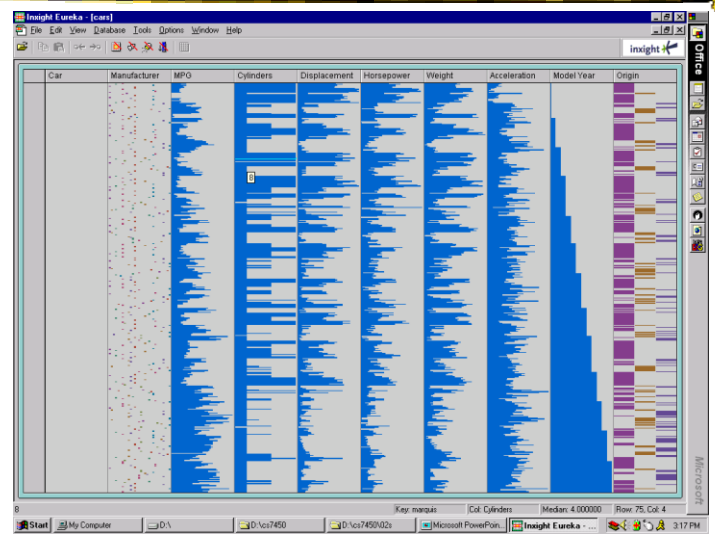 Inxight Eureka - [cars]
File Edit View Database Tools Options Window Help
inxight
Office
Car Manufacturer MPG Cylinders Displacement Horsepower Weight Acceleration Model Year Origin
8
Microsoft
8 Key: marquis Col: Cylinders Median: 4.000000 Row: 75, Col: 4
Start My Computer D:\ D:\cs7450 D:\cs7450\02s Microsoft PowerPoin... Inxight Eureka - ... 3:17 PM